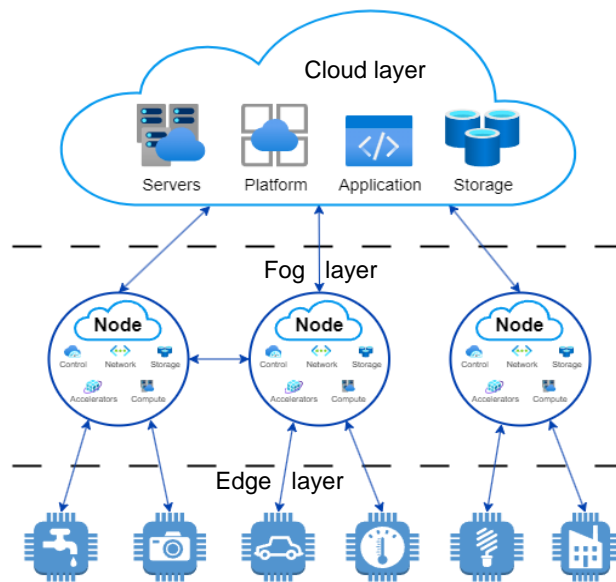 Cloud layer
Servers Platform Application Storage
Fog layer
Node Node Node
Control Network Storage Control Network Storage Control Network Storage
Accelerators Compute Accelerators Compute Accelerators Compute
Edge layer